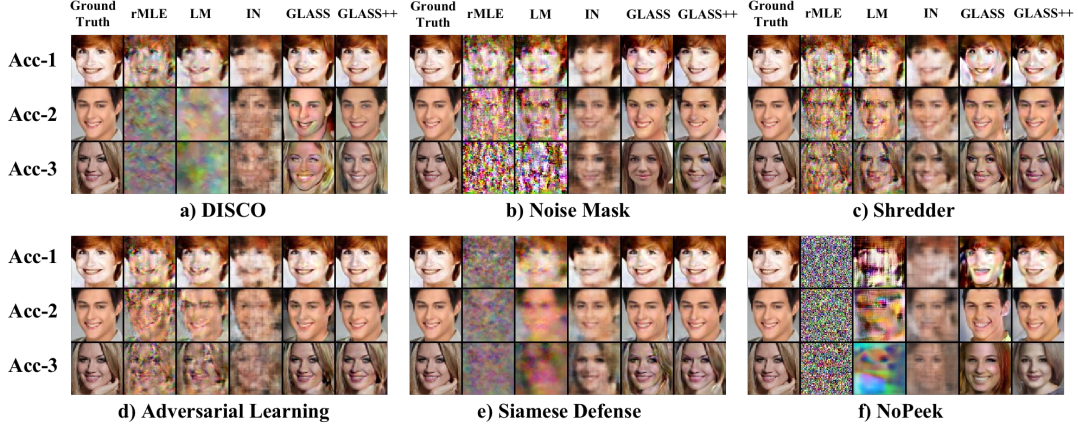 Ground Truth rMLE LM IN GLASS GLASS++ Ground Truth rMLE LM IN GLASS GLASS++ Ground Truth rMLE LM IN GLASS GLASS++
Acc-1
Acc-2
Acc-3
a) DISCO b) Noise Mask c) Shredder
Acc-1
Acc-2
Acc-3
d) Adversarial Learning e) Siamese Defense f) NoPeek